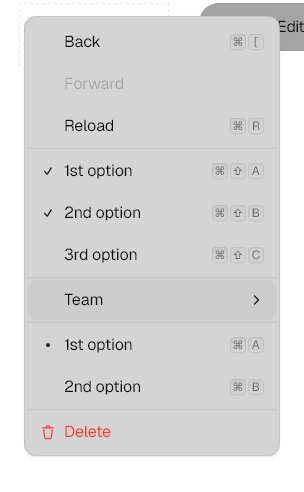 Edit
Back ⌘ [
Forward
Reload ⌘ R
1st option ⌘ ⇧ A
2nd option ⌘ ⇧ B
3rd option ⌘ ⇧ C
Team
1st option ⌘ A
2nd option ⌘ B
Delete